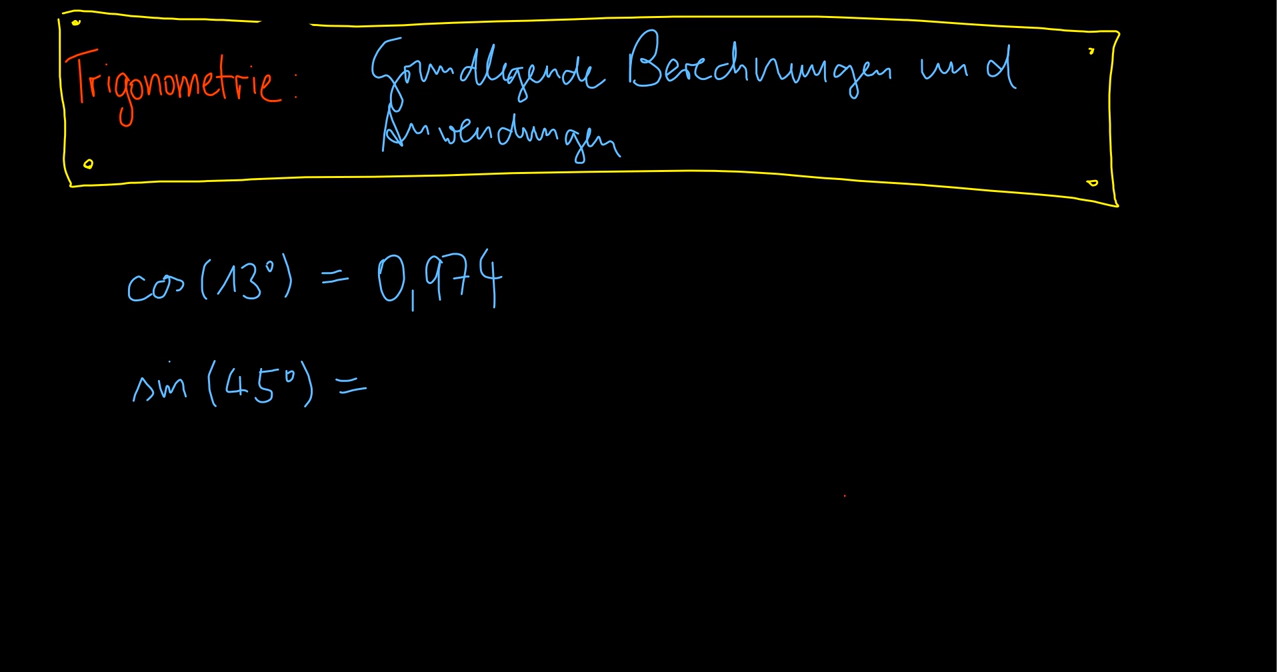 Trigonometrie: Grundlegende Berechnungen und
Anwendungen
cos(13°) = 0,974
sin(45°) =